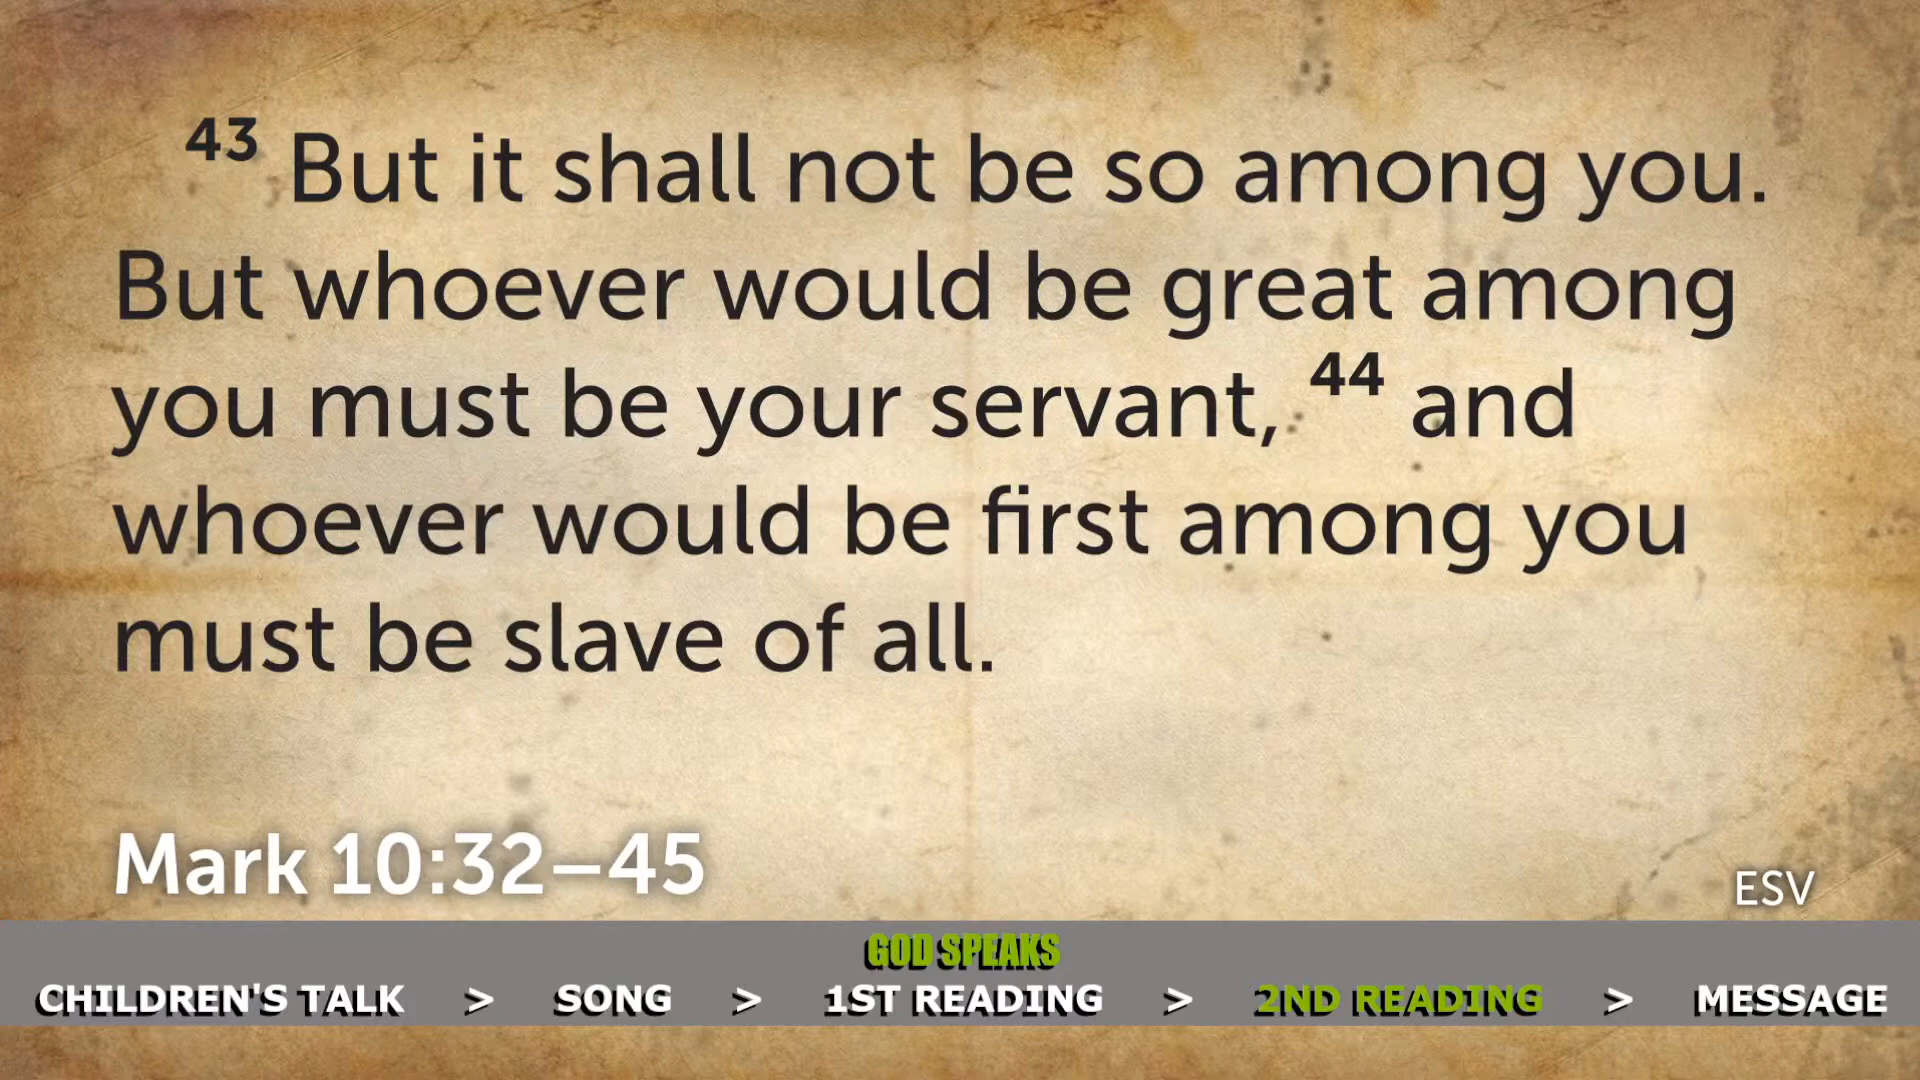 43 But it shall not be so among you.
But whoever would be great among
you must be your servant, 44 and
whoever would be first among you
must be slave of all.
Mark 10:32–45
ESV
GOD SPEAKS
CHILDREN'S TALK > SONG > 1ST READING > 2ND READING > MESSAGE